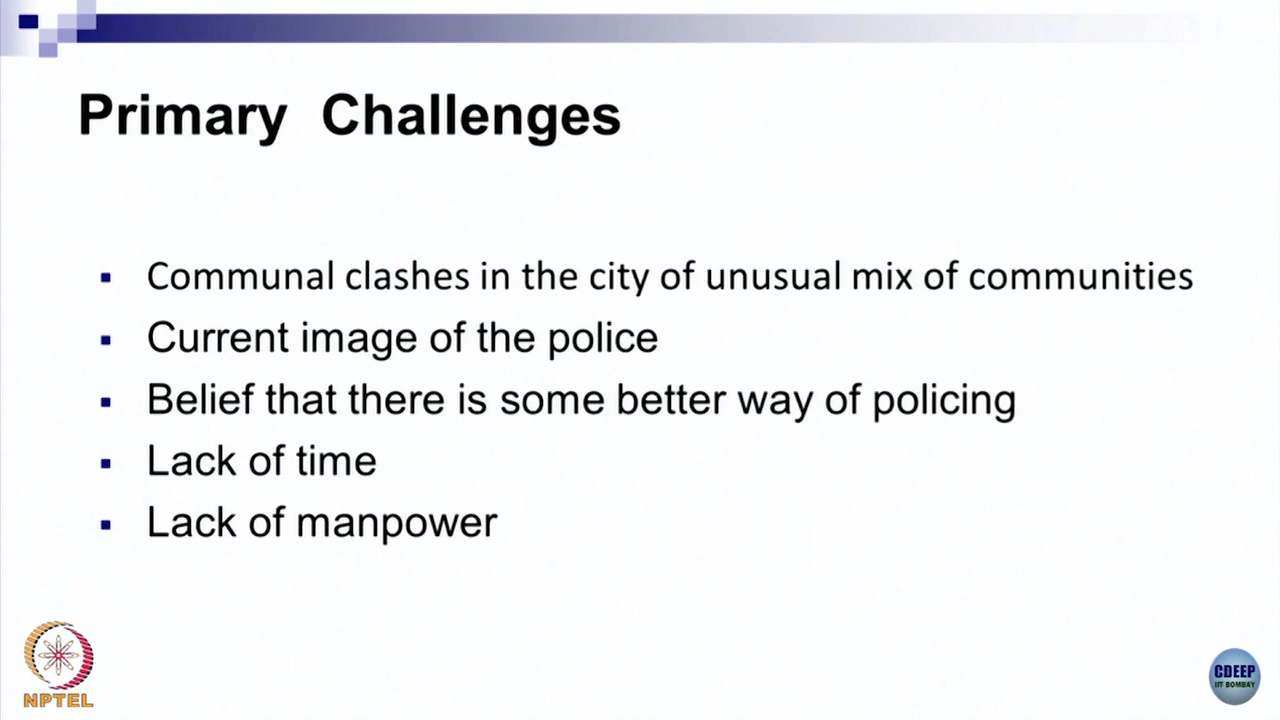 Primary Challenges
Communal clashes in the city of unusual mix of communities
Current image of the police
Belief that there is some better way of policing
Lack of time
Lack of manpower
NPTEL
CDEEP
IIT BOMBAY